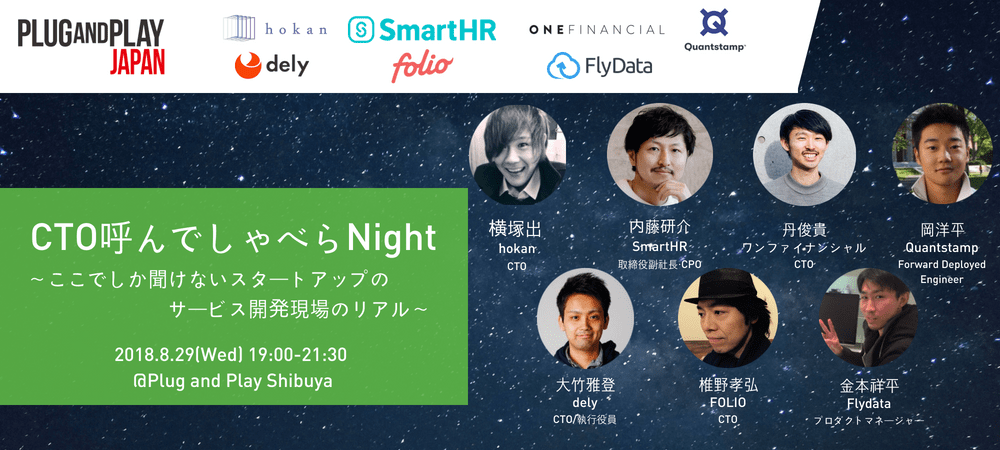 PLUG AND PLAY
JAPAN
hokan
SmartHR
ONEFINANCIAL
Quantstamp
dely
folio
FlyData
CTO呼んでしゃべらNight
～ここでしか聞けないスタートアップの
サービス開発現場のリアル～
2018.8.29(Wed) 19:00-21:30
@Plug and Play Shibuya
横塚出
hokan
CTO
内藤研介
SmartHR
取締役副社長・CPO
丹俊貴
ワンファイナンシャル
CTO
岡洋平
Quantstamp
Forward Deployed
Engineer
大竹雅登
dely
CTO/執行役員
椎野孝弘
FOLIO
CTO
金本祥平
Flydata
プロダクトマネージャー